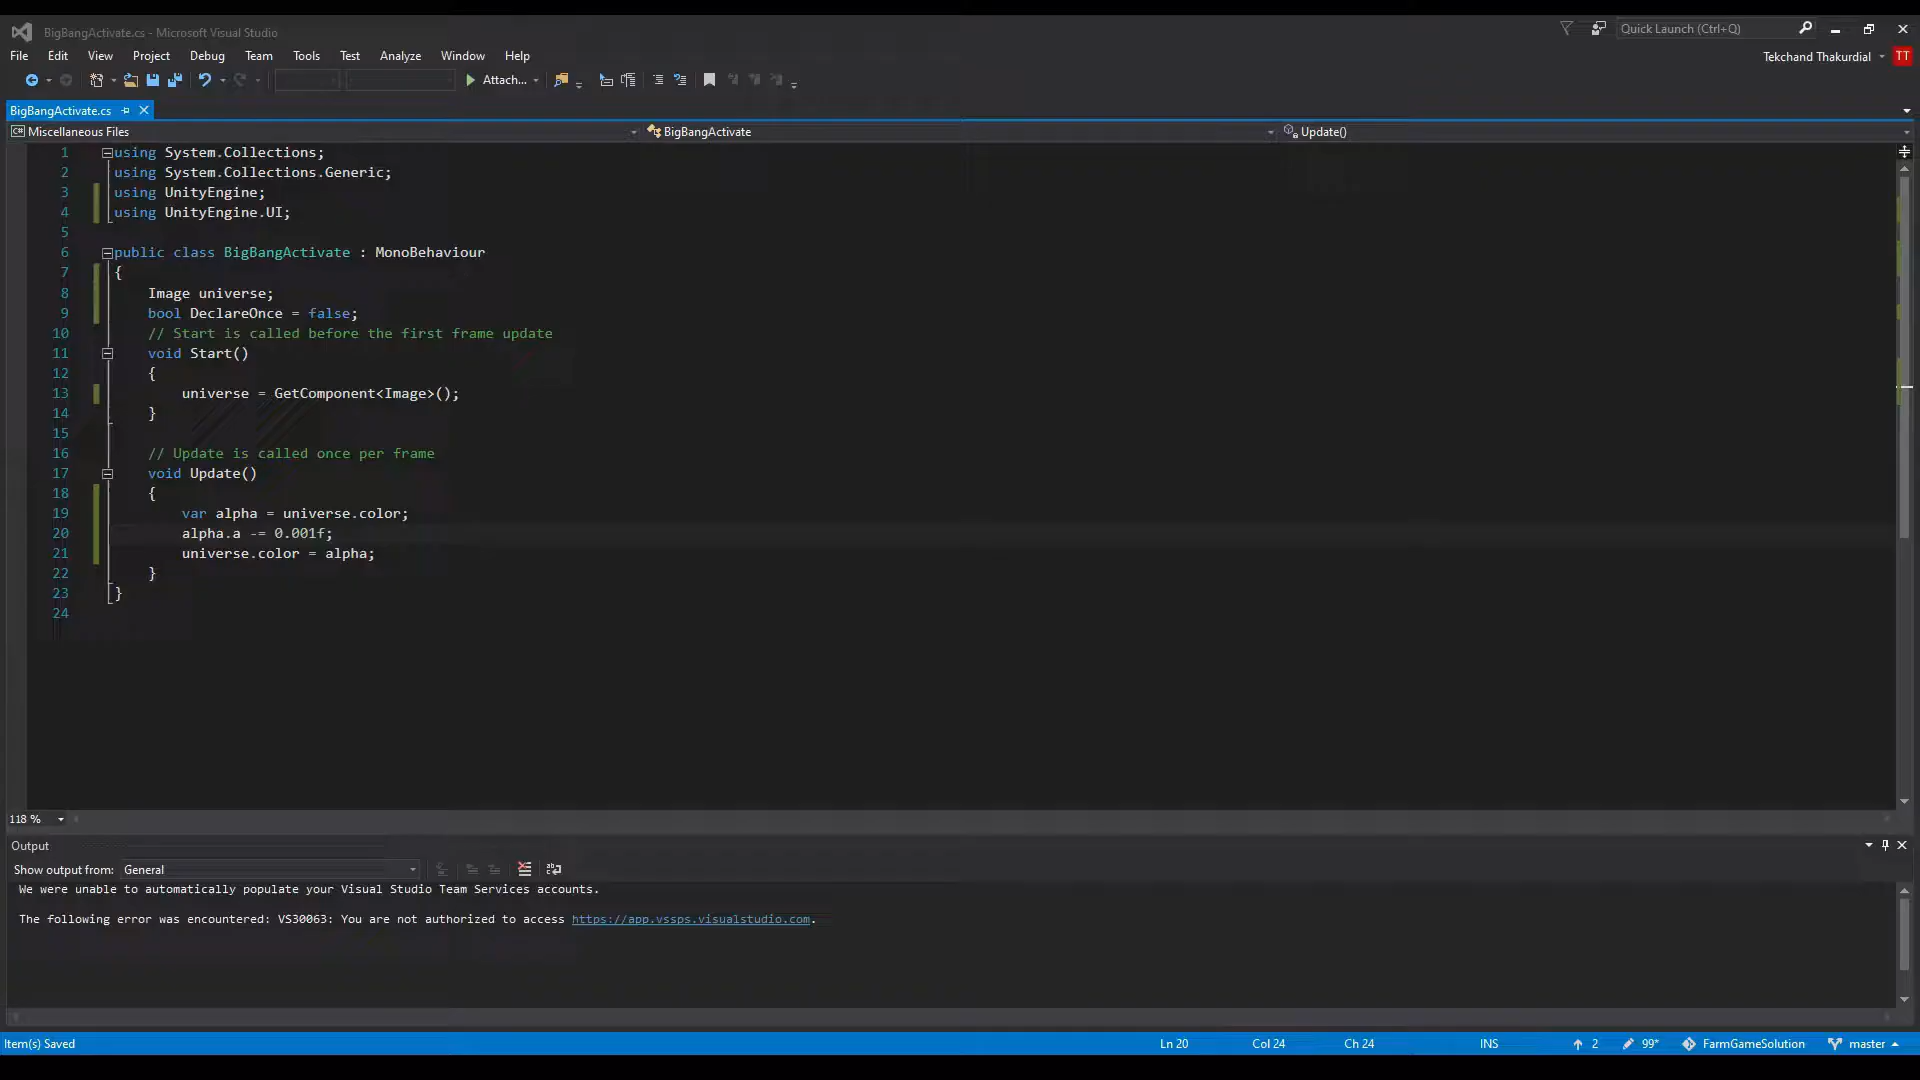 BigBangActivate.cs - Microsoft Visual Studio
Quick Launch (Ctrl+Q)
File Edit View Project Debug Team Tools Test Analyze Window Help
Tekchand Thakurdial TT
Attach...
BigBangActivate.cs
C# Miscellaneous Files BigBangActivate Update()
1 using System.Collections;
2 using System.Collections.Generic;
3 using UnityEngine;
4 using UnityEngine.UI;
5
6 public class BigBangActivate : MonoBehaviour
7 {
8 Image universe;
9 bool DeclareOnce = false;
10 // Start is called before the first frame update
11 void Start()
12 {
13 universe = GetComponent<Image>();
14 }
15
16 // Update is called once per frame
17 void Update()
18 {
19 var alpha = universe.color;
20 alpha.a -= 0.001f;
21 universe.color = alpha;
22 }
23 }
24
118 %
Output
Show output from: General
We were unable to automatically populate your Visual Studio Team Services accounts.
The following error was encountered: VS30063: You are not authorized to access https://app.vssps.visualstudio.com.
Item(s) Saved Ln 20 Col 24 Ch 24 INS 2 99* FarmGameSolution master